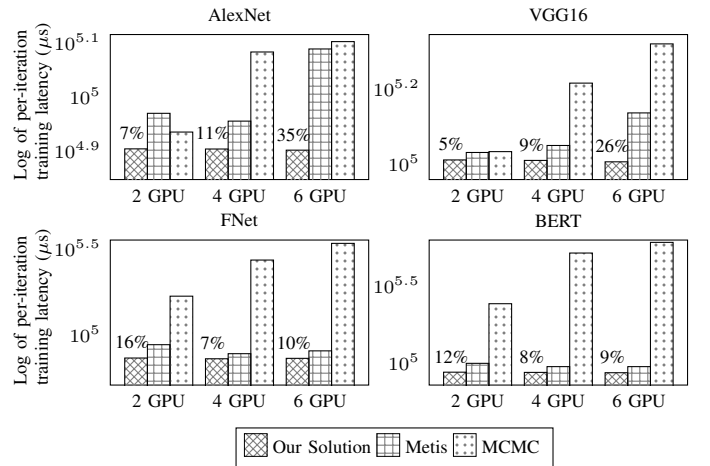 AlexNet
VGG16
Log of per-iteration
training latency (μs)
10^5.1
10^5
10^4.9
7%
11%
35%
2 GPU
4 GPU
6 GPU
10^5.2
10^5
5%
9%
26%
2 GPU
4 GPU
6 GPU
FNet
BERT
Log of per-iteration
training latency (μs)
10^5.5
10^5
16%
7%
10%
2 GPU
4 GPU
6 GPU
10^5.5
10^5
12%
8%
9%
2 GPU
4 GPU
6 GPU
Our Solution Metis MCMC